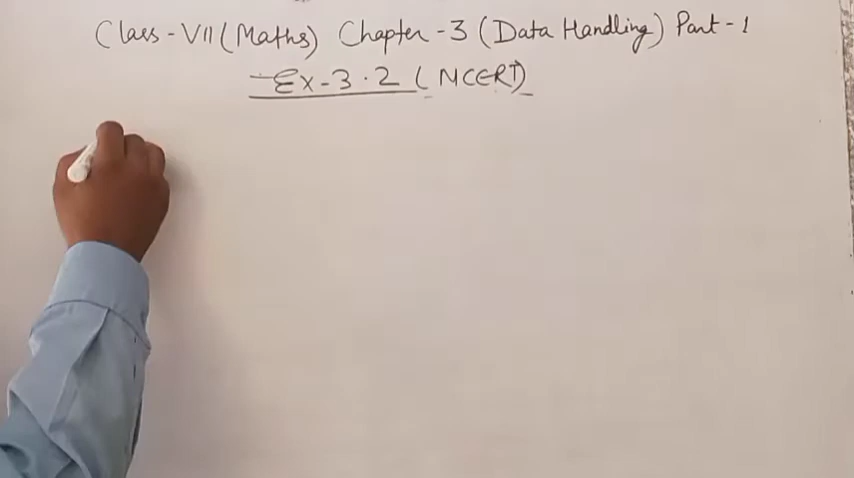 Class - VII (Maths) Chapter - 3 (Data Handling) Part - 1
Ex - 3.2 (NCERT)